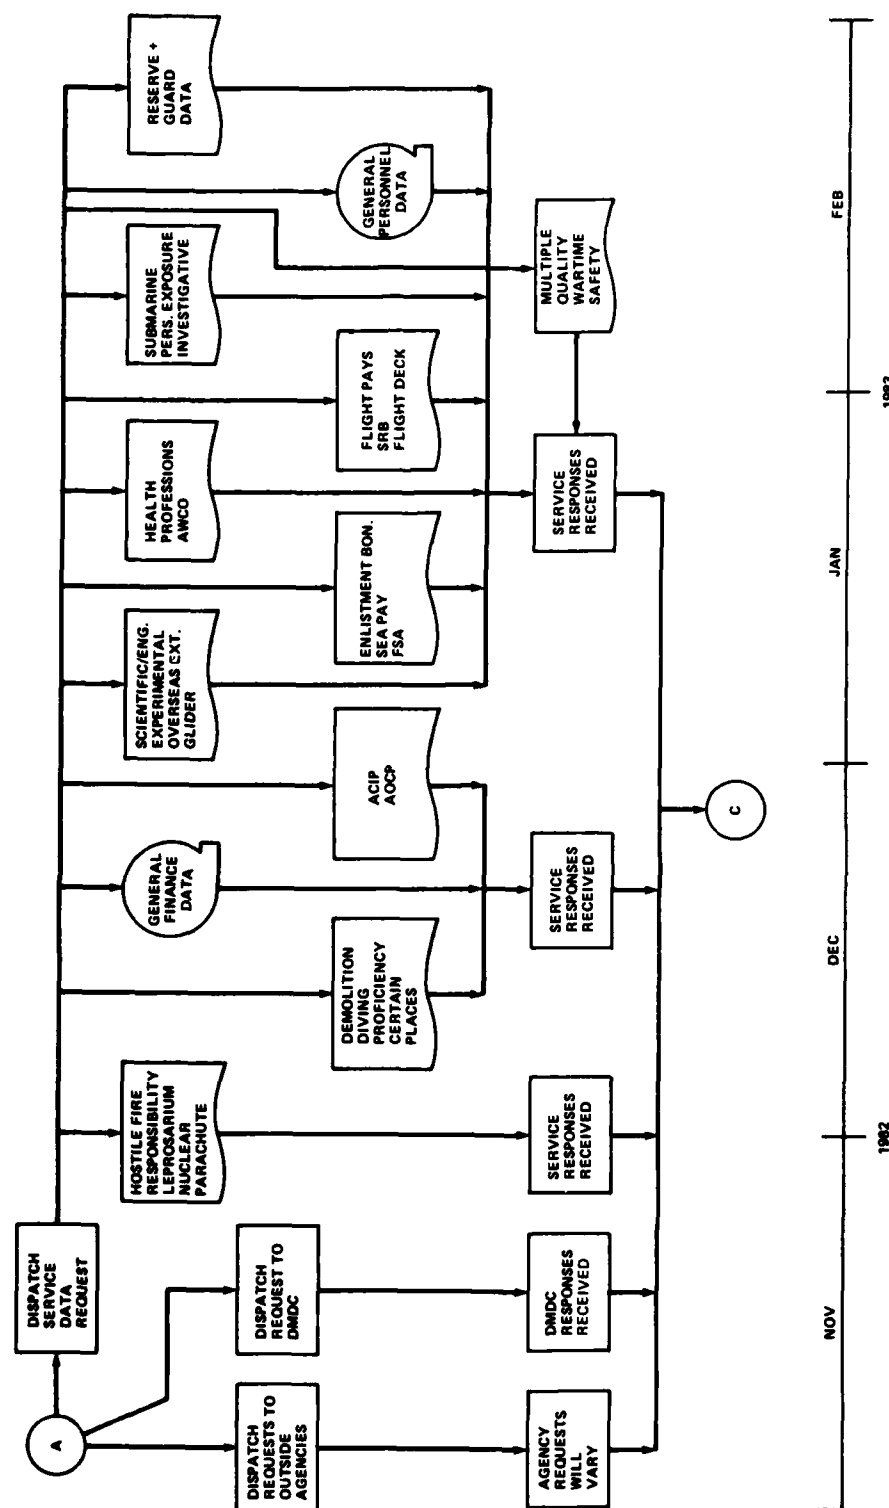 A
DISPATCH
SERVICE
DATA
REQUEST
DISPATCH
REQUEST TO
DMDC
DISPATCH
REQUESTS TO
OUTSIDE
AGENCIES
HOSTILE FIRE
RESPONSIBILITY
LEPROSARIUM
NUCLEAR
PARACHUTE
GENERAL
FINANCE
DATA
SCIENTIFIC/ENG.
EXPERIMENTAL
OVERSEAS EXT.
GLIDER
HEALTH
PROFESSIONS
AWCO
SUBMARINE
PERS. EXPOSURE
INVESTIGATIVE
RESERVE +
GUARD
DATA
DEMOLITION
DIVING
PROFICIENCY
CERTAIN
PLACES
ACIP
AOCP
ENLISTMENT BON.
SEA PAY
FSA
FLIGHT PAYS
SRB
FLIGHT DECK
GENERAL
PERSONNEL
DATA
AGENCY
REQUESTS
WILL
VARY
DMDC
RESPONSES
RECEIVED
SERVICE
RESPONSES
RECEIVED
SERVICE
RESPONSES
RECEIVED
SERVICE
RESPONSES
RECEIVED
MULTIPLE
QUALITY
WARTIME
SAFETY
C
NOV
DEC
JAN
FEB
1982